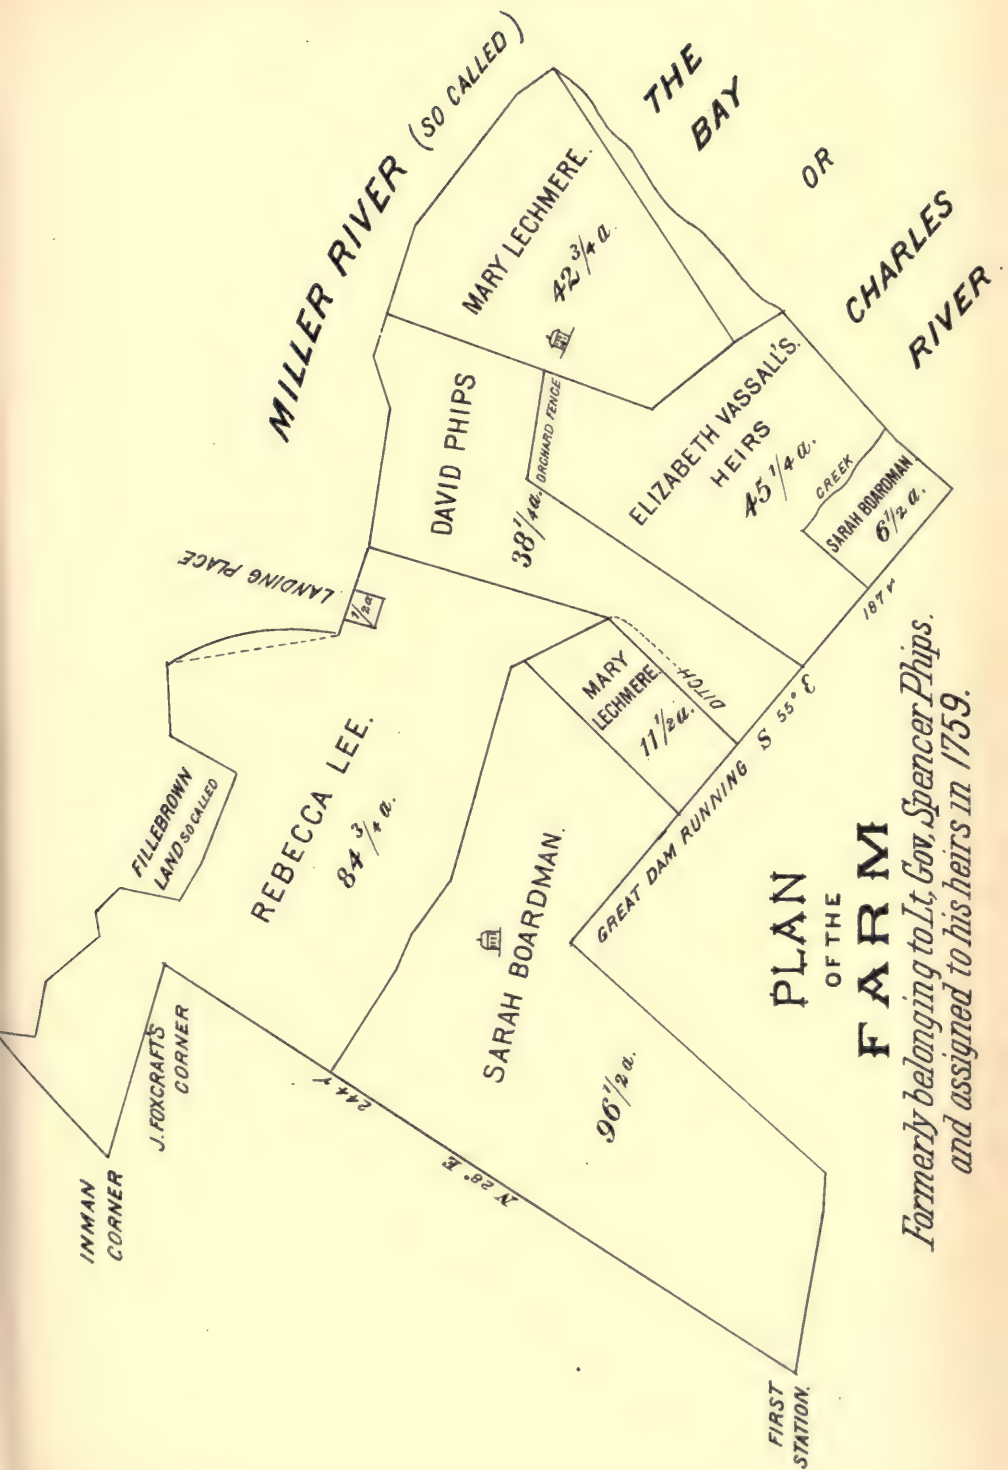 MILLER RIVER (SO CALLED)
THE
BAY
OR
CHARLES
RIVER.
MARY LECHMERE.
42 3/4 a.
DAVID PHIPS
38 1/4 a.
ORCHARD FENCE
ELIZABETH VASSALL'S.
HEIRS
45 1/4 a.
CREEK
SARAH BOARDMAN.
6 1/2 a.
187 r
LANDING PLACE
1/2 a
MARY
LECHMERE.
11 1/2 a.
DITCH
GREAT DAM RUNNING S 55° E
FILLEBROWN
LAND SO CALLED
REBECCA LEE.
84 3/4 a.
SARAH BOARDMAN.
96 1/2 a.
J. FOXCRAFT'S
CORNER
INMAN
CORNER
N 28° E
244 r
FIRST
STATION.
PLAN
OF THE
FARM
Formerly belonging to Lt, Gov, Spencer Phips.
and assigned to his heirs in 1759.